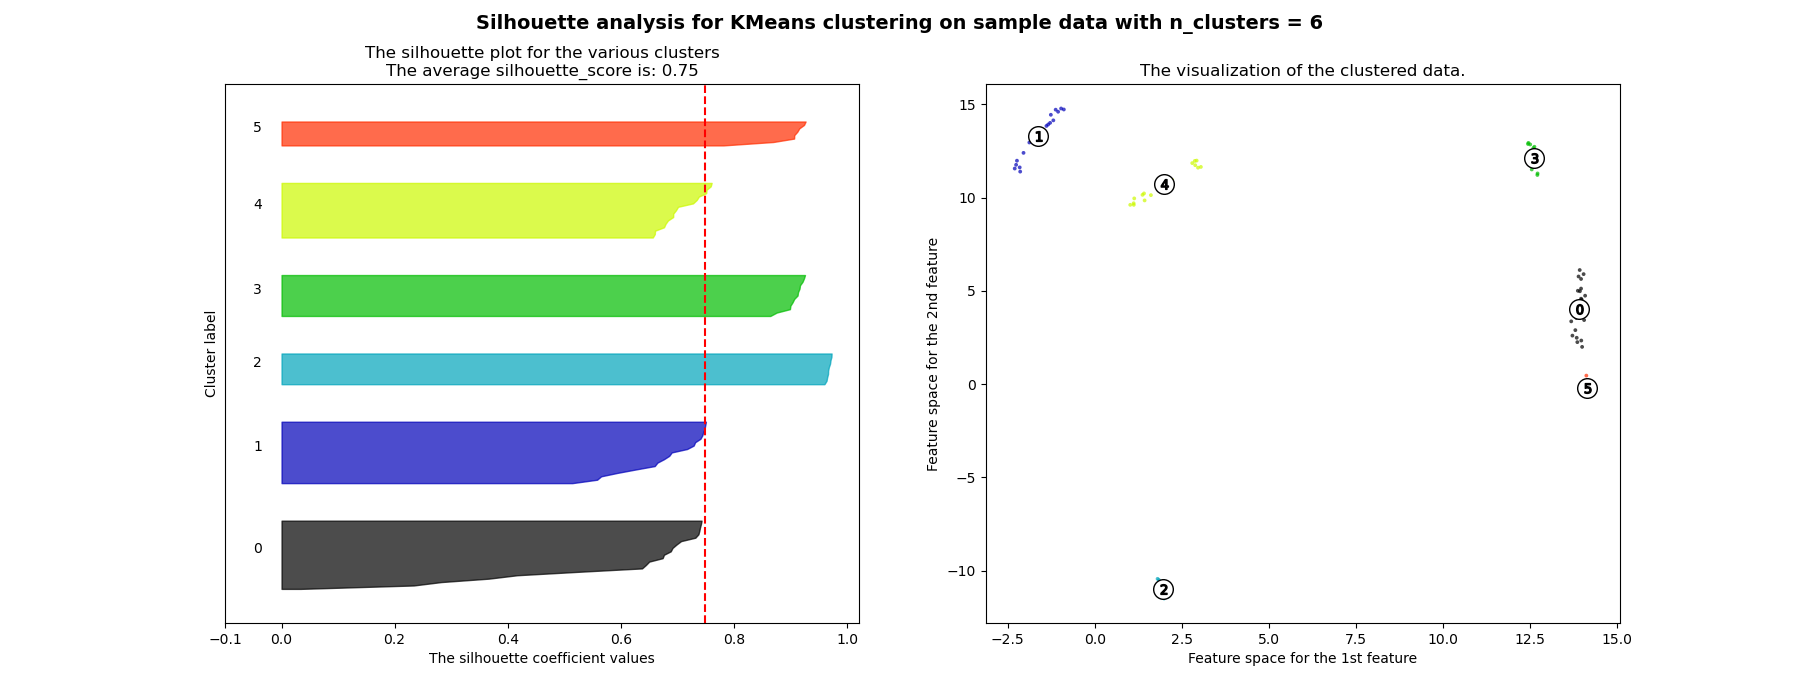 Silhouette analysis for KMeans clustering on sample data with n_clusters = 6
The silhouette plot for the various clusters
The average silhouette_score is: 0.75
5
4
3
2
1
0
Cluster label
−0.1 0.0 0.2 0.4 0.6 0.8 1.0
The silhouette coefficient values
The visualization of the clustered data.
15
10
5
0
−5
−10
Feature space for the 2nd feature
1
4
3
0
5
2
−2.5 0.0 2.5 5.0 7.5 10.0 12.5 15.0
Feature space for the 1st feature